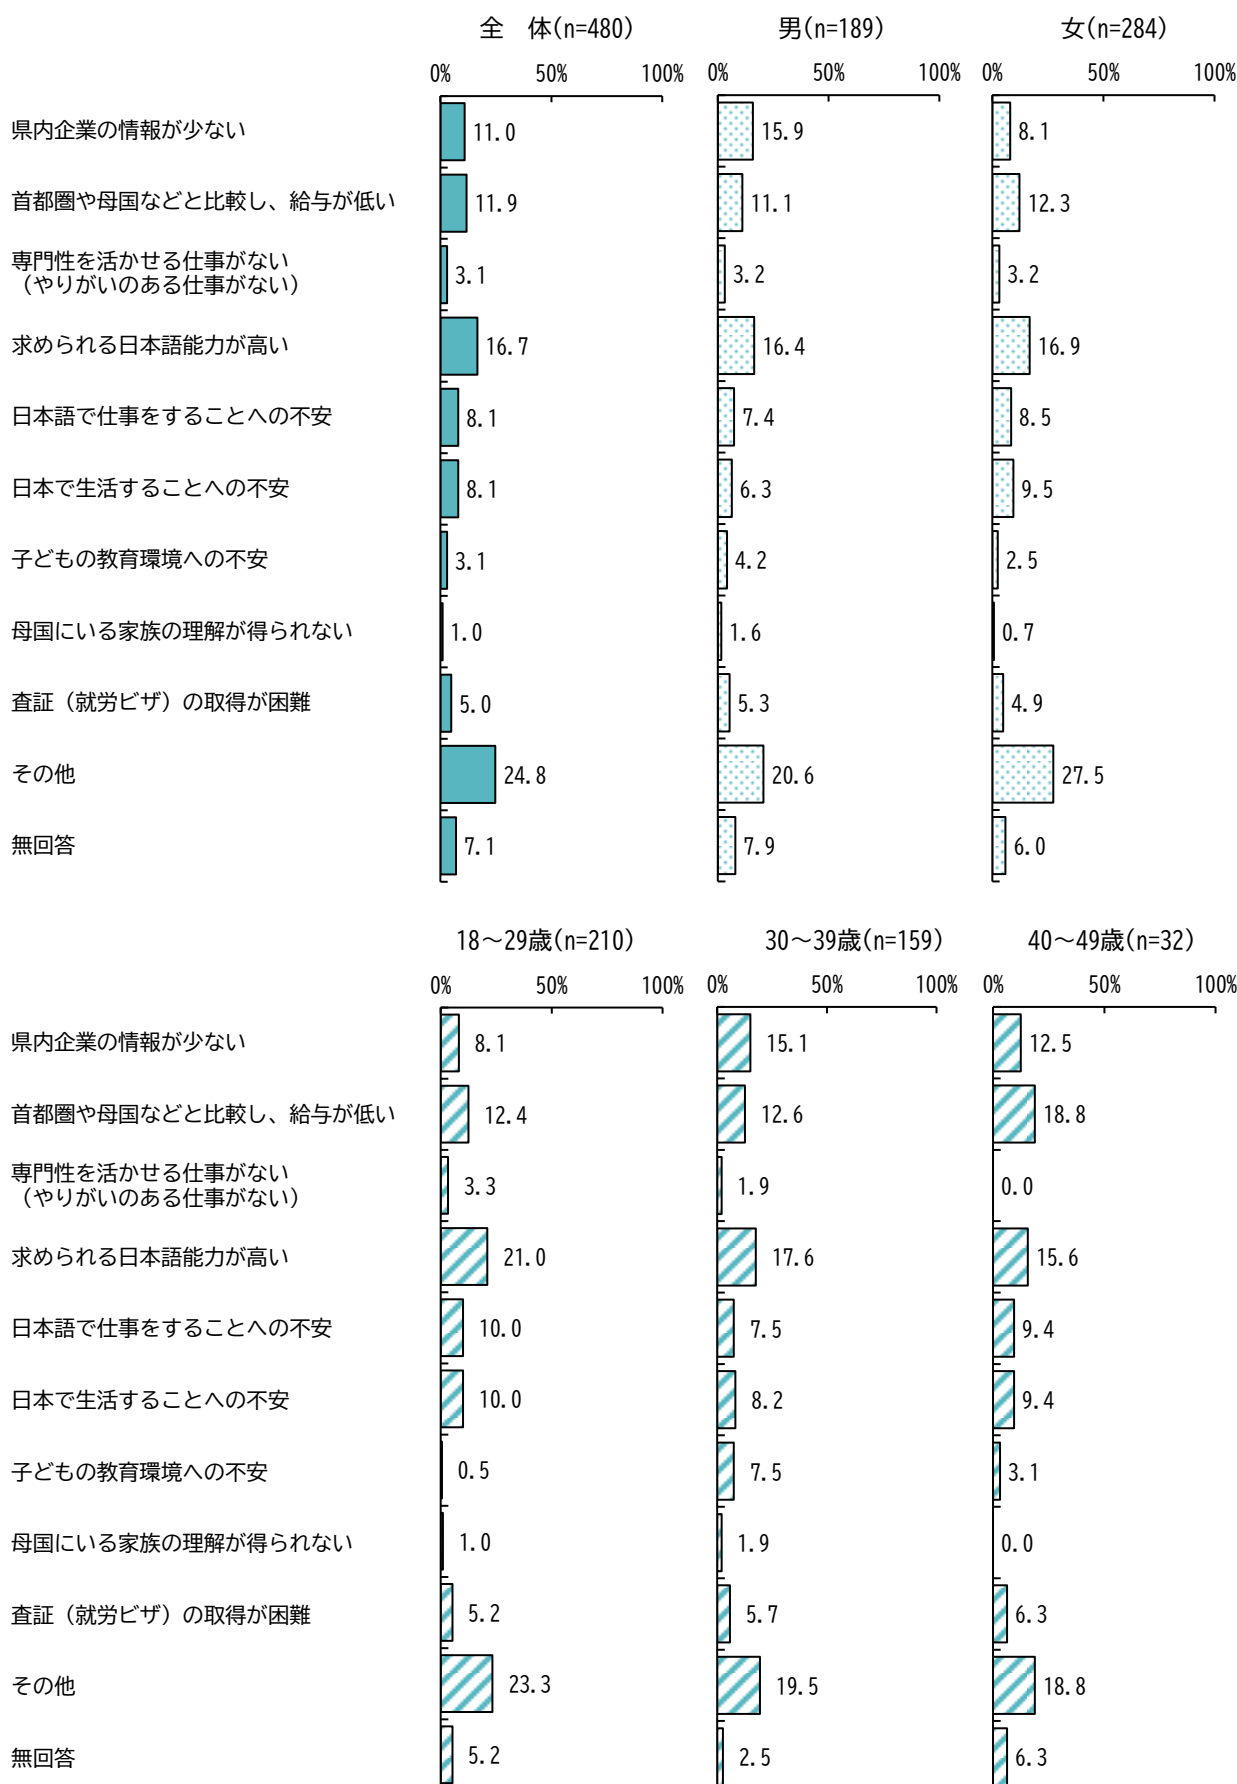 全　体(n=480)
男(n=189)
女(n=284)
0% 50% 100%
0% 50% 100%
0% 50% 100%
県内企業の情報が少ない 11.0 15.9 8.1
首都圏や母国などと比較し、給与が低い 11.9 11.1 12.3
専門性を活かせる仕事がない
（やりがいのある仕事がない） 3.1 3.2 3.2
求められる日本語能力が高い 16.7 16.4 16.9
日本語で仕事をすることへの不安 8.1 7.4 8.5
日本で生活することへの不安 8.1 6.3 9.5
子どもの教育環境への不安 3.1 4.2 2.5
母国にいる家族の理解が得られない 1.0 1.6 0.7
査証（就労ビザ）の取得が困難 5.0 5.3 4.9
その他 24.8 20.6 27.5
無回答 7.1 7.9 6.0
18～29歳(n=210)
30～39歳(n=159)
40～49歳(n=32)
0% 50% 100%
0% 50% 100%
0% 50% 100%
県内企業の情報が少ない 8.1 15.1 12.5
首都圏や母国などと比較し、給与が低い 12.4 12.6 18.8
専門性を活かせる仕事がない
（やりがいのある仕事がない） 3.3 1.9 0.0
求められる日本語能力が高い 21.0 17.6 15.6
日本語で仕事をすることへの不安 10.0 7.5 9.4
日本で生活することへの不安 10.0 8.2 9.4
子どもの教育環境への不安 0.5 7.5 3.1
母国にいる家族の理解が得られない 1.0 1.9 0.0
査証（就労ビザ）の取得が困難 5.2 5.7 6.3
その他 23.3 19.5 18.8
無回答 5.2 2.5 6.3